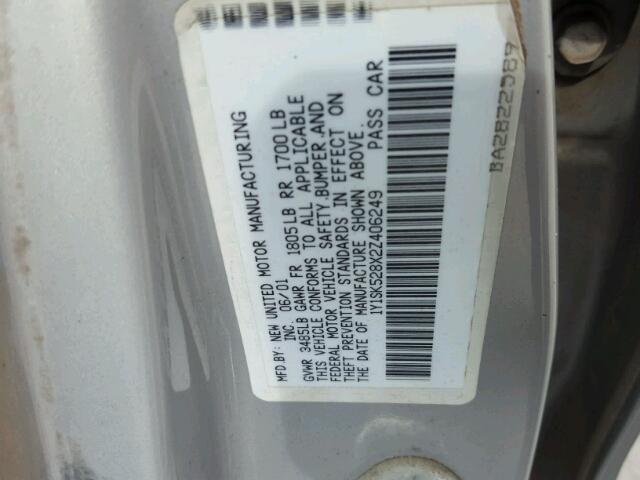 MFD.BY: NEW UNITED MOTOR MANUFACTURING
INC. 06/01
GVWR 3485LB GAWR FR 1805LB RR 1700LB
THIS VEHICLE CONFORMS TO ALL APPLICABLE
FEDERAL MOTOR VEHICLE SAFETY,BUMPER,AND
THEFT PREVENTION STANDARDS IN EFFECT ON
THE DATE OF MANUFACTURE SHOWN ABOVE.
1Y1SK528X2Z406249 PASS CAR
BA2822589